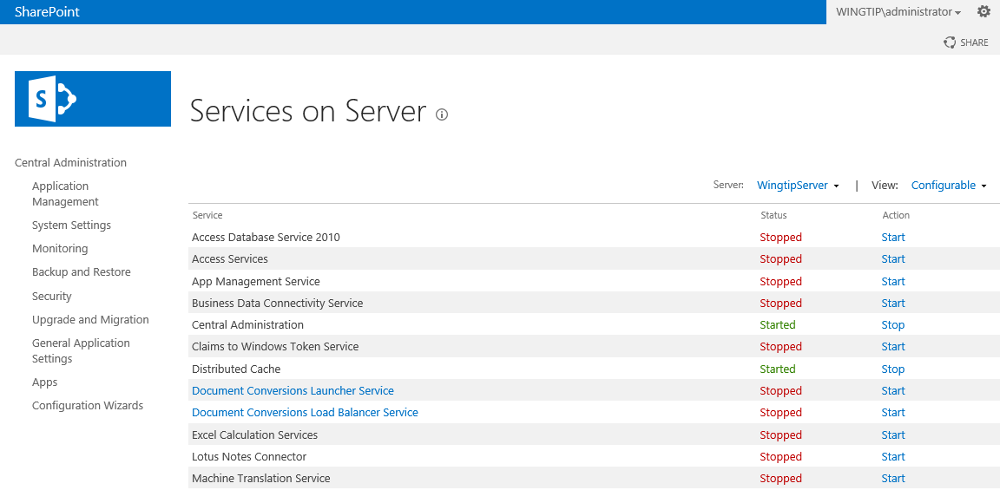 SharePoint
WINGTIP\administrator
SHARE
S
Services on Server
Central Administration
Application
Management
System Settings
Monitoring
Backup and Restore
Security
Upgrade and Migration
General Application
Settings
Apps
Configuration Wizards
Server: WingtipServer | View: Configurable
Service Status Action
Access Database Service 2010 Stopped Start
Access Services Stopped Start
App Management Service Stopped Start
Business Data Connectivity Service Stopped Start
Central Administration Started Stop
Claims to Windows Token Service Stopped Start
Distributed Cache Started Stop
Document Conversions Launcher Service Stopped Start
Document Conversions Load Balancer Service Stopped Start
Excel Calculation Services Stopped Start
Lotus Notes Connector Stopped Start
Machine Translation Service Stopped Start